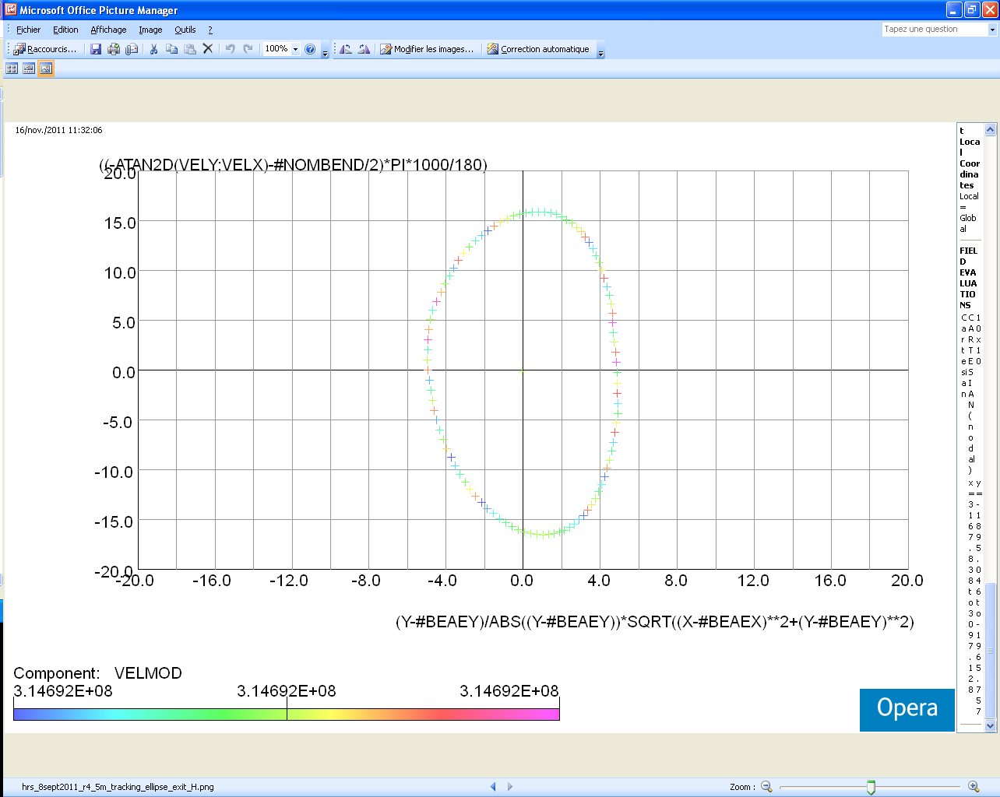 Microsoft Office Picture Manager
Fichier Edition Affichage Image Outils ?
Tapez une question
Raccourcis... 100% Modifier les images... Correction automatique
16/nov./2011 11:32:06
((-ATAN2D(VELY;VELX)-#NOMBEND/2)*PI*1000/180)
20.0
15.0
10.0
5.0
0.0
-5.0
-10.0
-15.0
-20.0
-20.0 -16.0 -12.0 -8.0 -4.0 0.0 4.0 8.0 12.0 16.0 20.0
(Y-#BEAEY)/ABS((Y-#BEAEY))*SQRT((X-#BEAEX)**2+(Y-#BEAEY)**2)
Component: VELMOD
3.14692E+08 3.14692E+08 3.14692E+08
Opera
t
Loca
l
Coor
dina
tes
Local
=
Glob
al
FIEL
D
EVA
LUA
TIO
NS
C C 1
a A 0
r R x
t T 1
e E 0
si S
a I
n A
N
(
n
o
d
al
)
x y
= =
3 -
1 1
6 8
7 9
. 5
8 .
3 0
8 4
t 6
o t
3 o
0 -
9 1
7 9
. 6
1 5
2 .
8 7
5
7
hrs_8sept2011_r4_5m_tracking_ellipse_exit_H.png
Zoom :